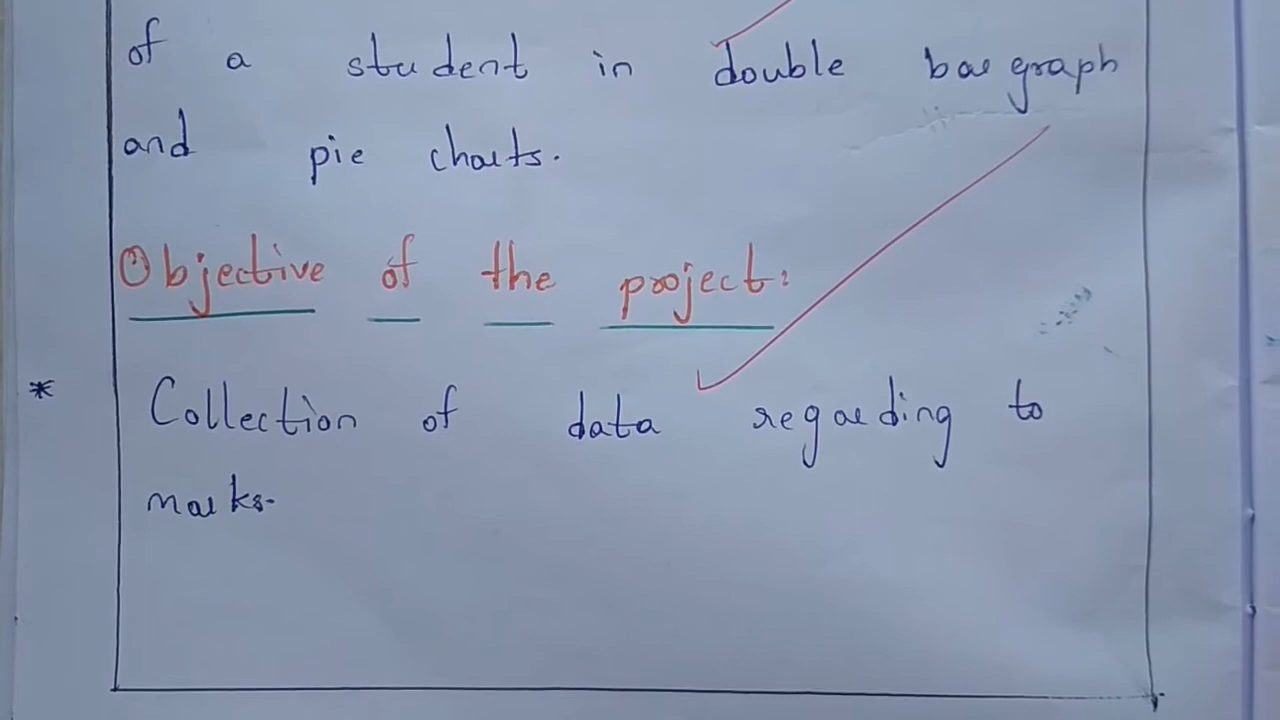 of a student in double bar graph
and pie charts.
Objective of the project:
* Collection of data regarding to
marks.